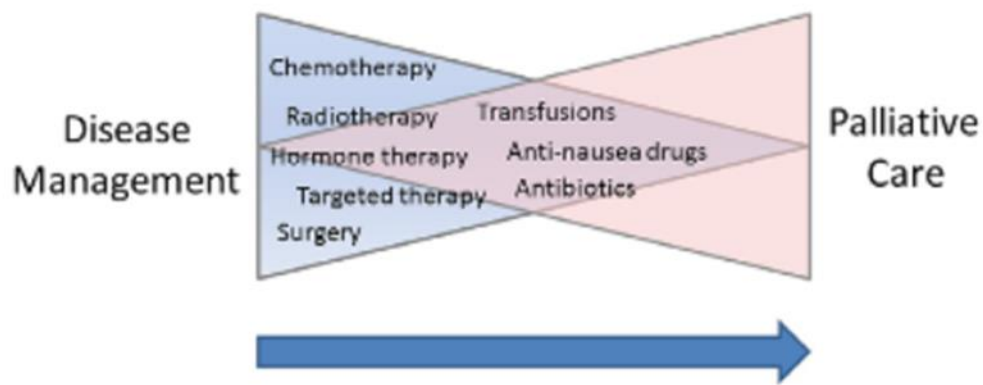 Disease
Management
Chemotherapy
Radiotherapy
Hormone therapy
Targeted therapy
Surgery
Transfusions
Anti-nausea drugs
Antibiotics
Palliative
Care